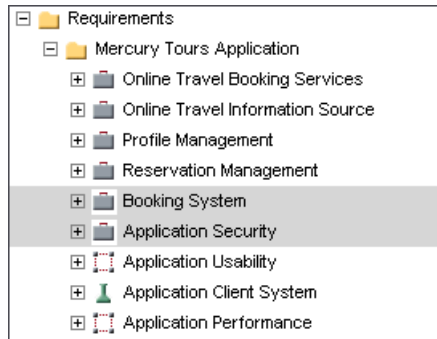 Requirements
Mercury Tours Application
Online Travel Booking Services
Online Travel Information Source
Profile Management
Reservation Management
Booking System
Application Security
Application Usability
Application Client System
Application Performance